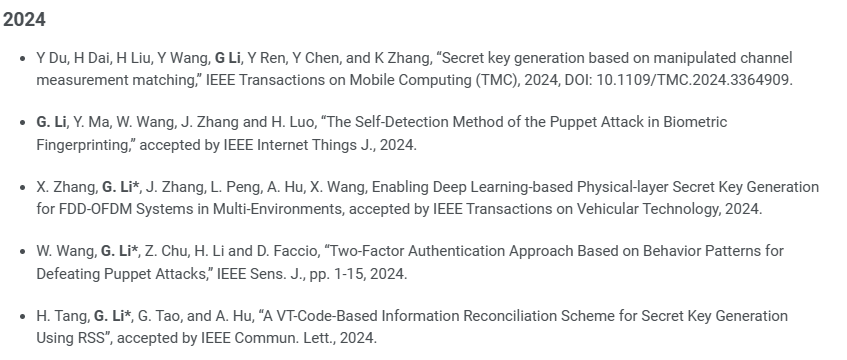 2024
• Y Du, H Dai, H Liu, Y Wang, G Li, Y Ren, Y Chen, and K Zhang, “Secret key generation based on manipulated channel
measurement matching,” IEEE Transactions on Mobile Computing (TMC), 2024, DOI: 10.1109/TMC.2024.3364909.
• G. Li, Y. Ma, W. Wang, J. Zhang and H. Luo, “The Self-Detection Method of the Puppet Attack in Biometric
Fingerprinting,” accepted by IEEE Internet Things J., 2024.
• X. Zhang, G. Li*, J. Zhang, L. Peng, A. Hu, X. Wang, Enabling Deep Learning-based Physical-layer Secret Key Generation
for FDD-OFDM Systems in Multi-Environments, accepted by IEEE Transactions on Vehicular Technology, 2024.
• W. Wang, G. Li*, Z. Chu, H. Li and D. Faccio, “Two-Factor Authentication Approach Based on Behavior Patterns for
Defeating Puppet Attacks,” IEEE Sens. J., pp. 1-15, 2024.
• H. Tang, G. Li*, G. Tao, and A. Hu, “A VT-Code-Based Information Reconciliation Scheme for Secret Key Generation
Using RSS”, accepted by IEEE Commun. Lett., 2024.